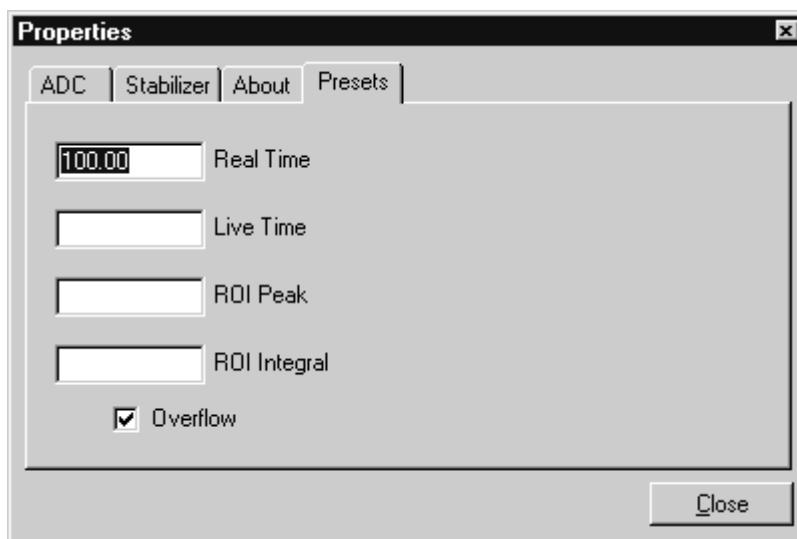 Properties
ADC Stabilizer About Presets
100.00 Real Time
Live Time
ROI Peak
ROI Integral
Overflow
Close